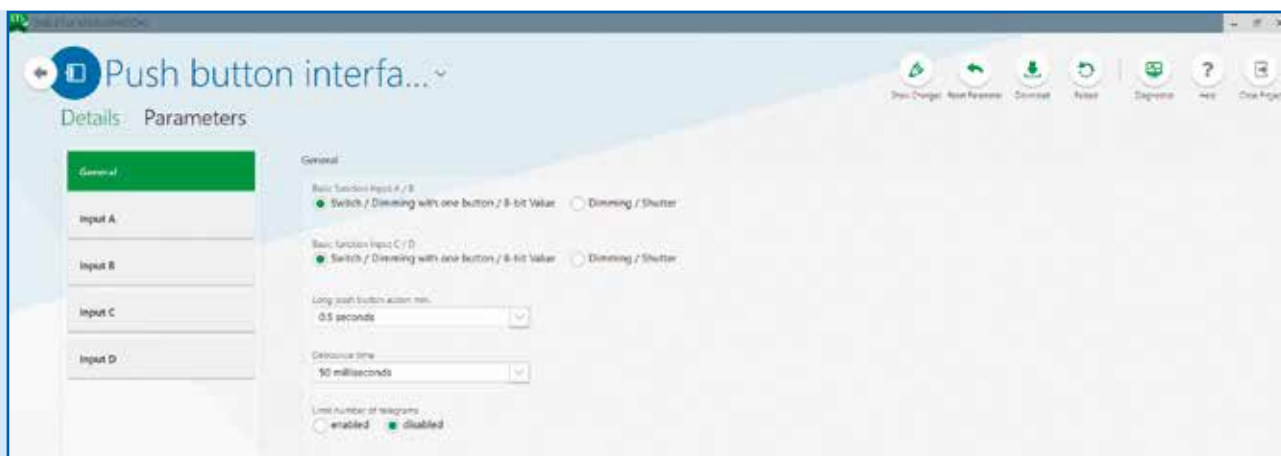 Push button interfa...
Show Changes Reset Parameter Download Reload Diagnostics Help Close Project
Details Parameters
General
Input A
Input B
Input C
Input D
General
Basic function Input A / B
Switch / Dimming with one button / 8-bit Value Dimming / Shutter
Basic function Input C / D
Switch / Dimming with one button / 8-bit Value Dimming / Shutter
Long push button action min.
0.5 seconds
Debounce time
50 milliseconds
Limit number of telegrams
enabled disabled